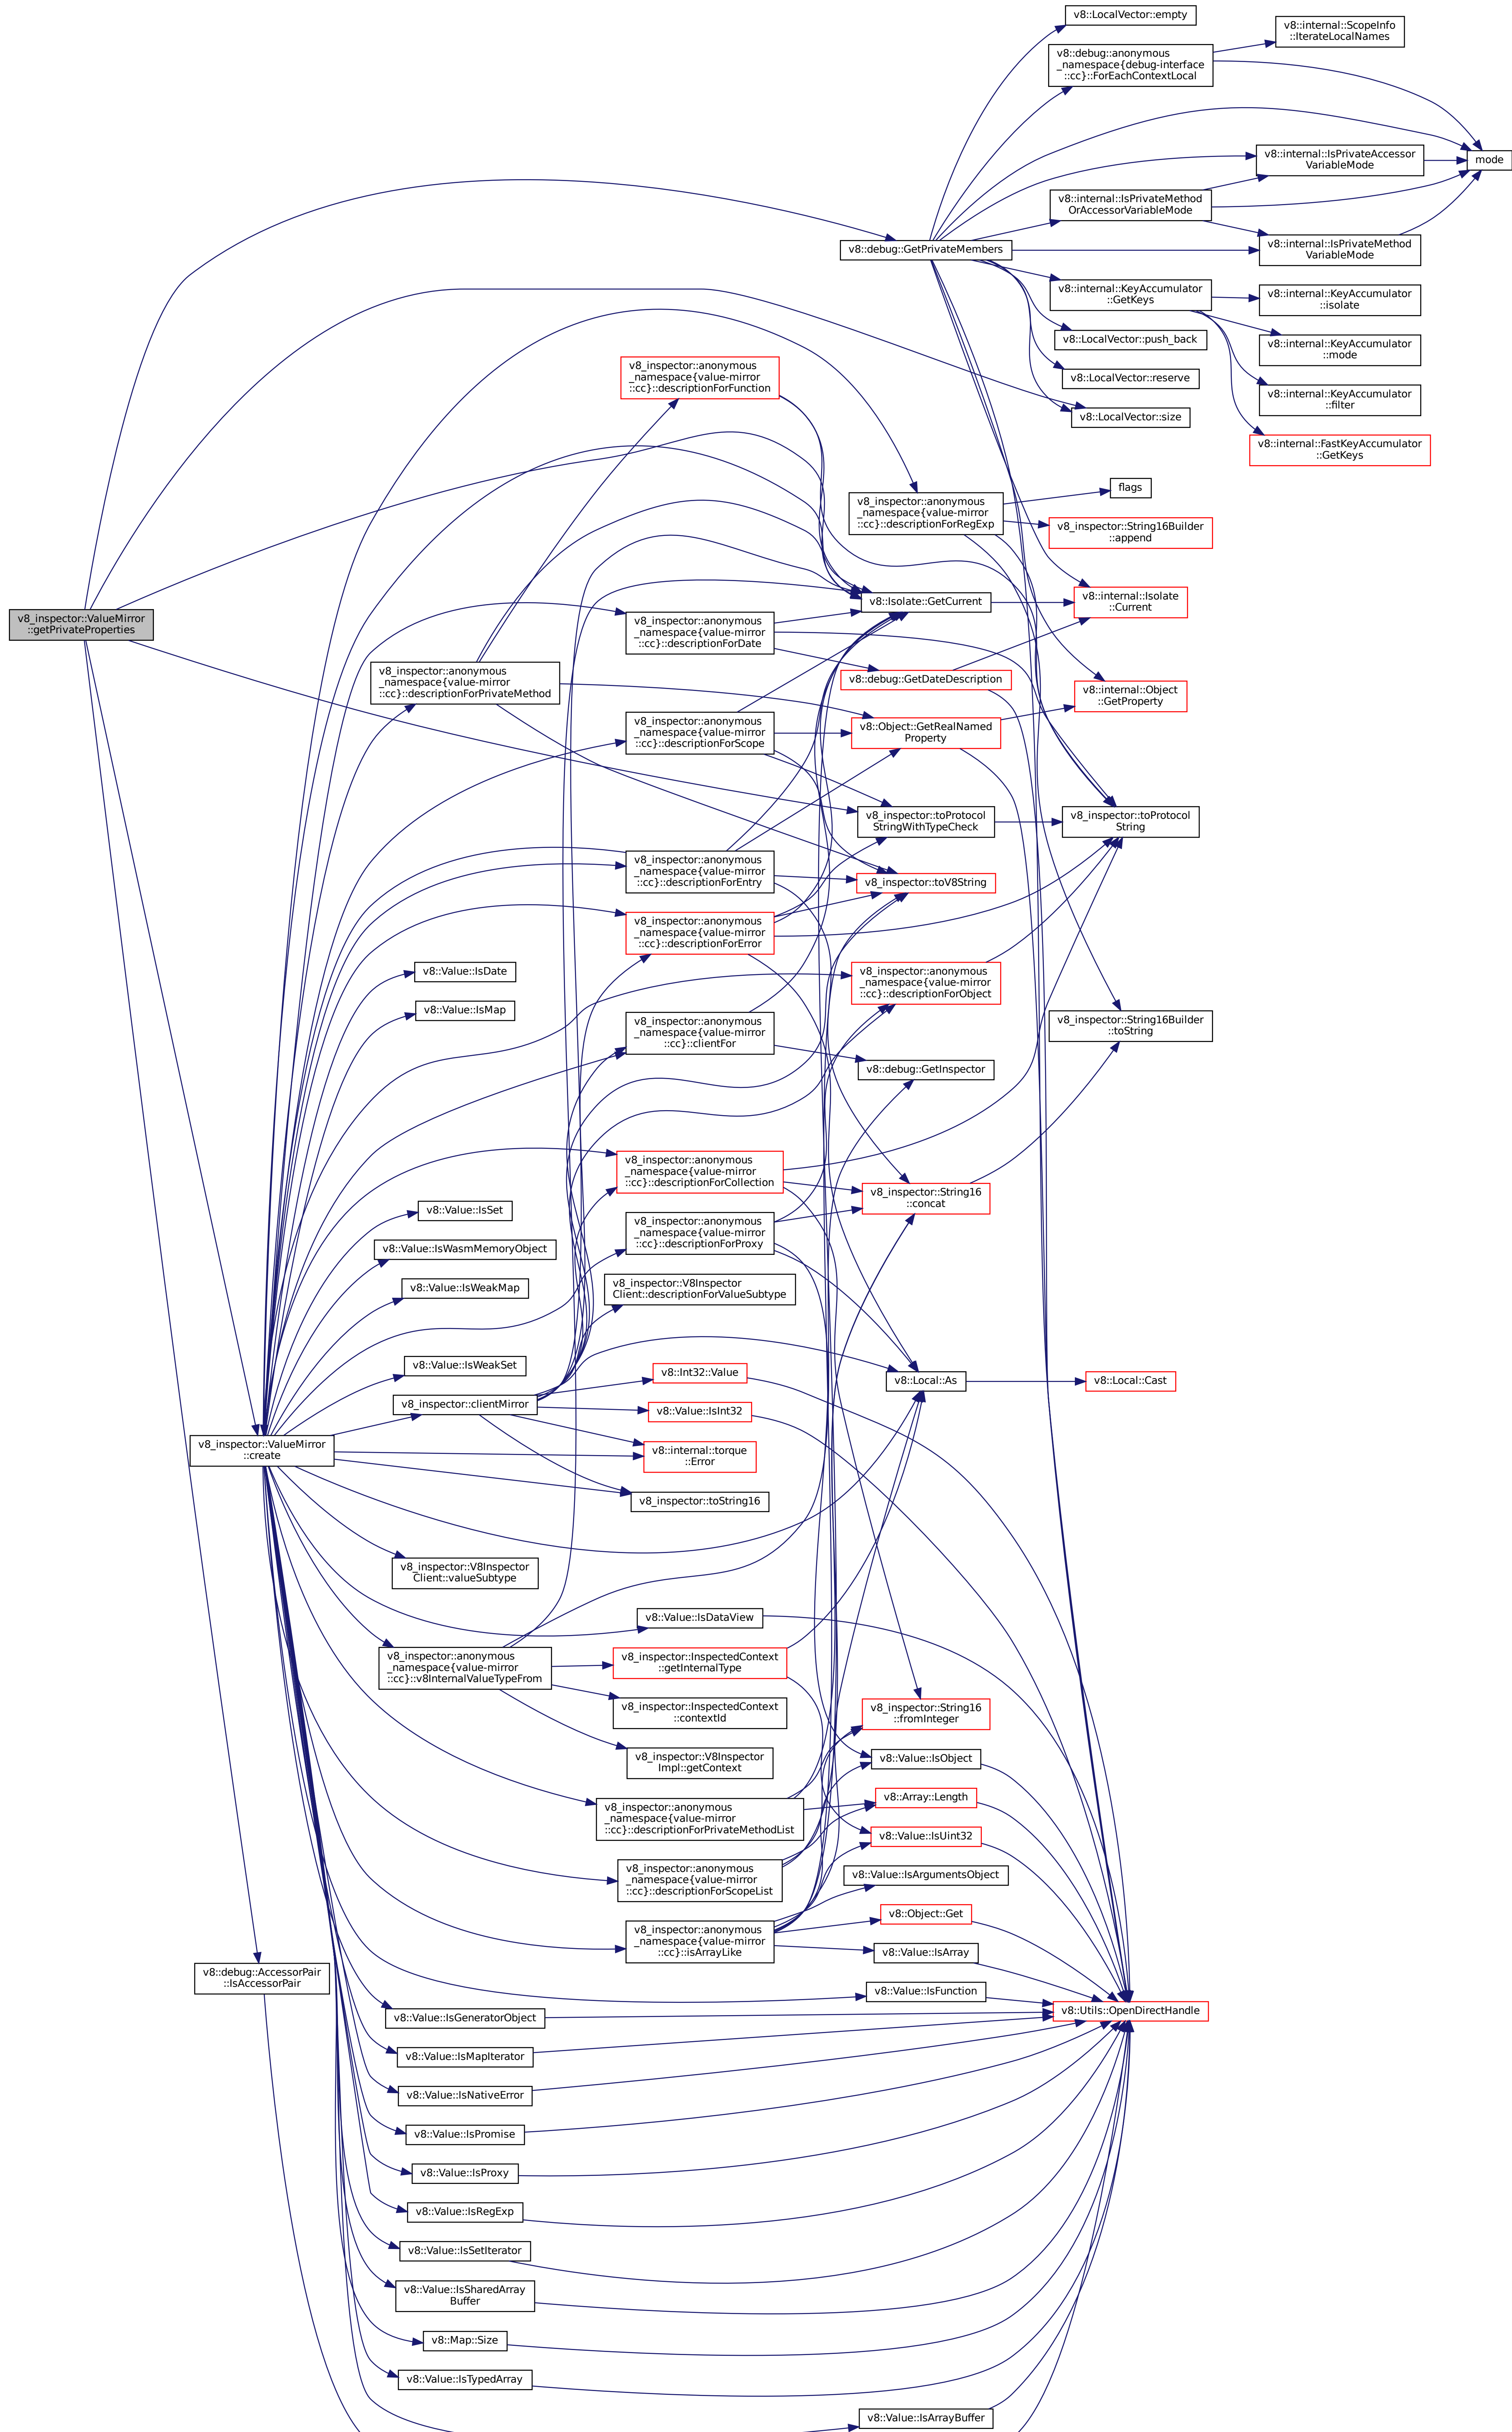 v8::LocalVector::empty
v8::internal::ScopeInfo
::IterateLocalNames
v8::debug::anonymous
_namespace{debug-interface
::cc}::ForEachContextLocal
mode
v8::internal::IsPrivateAccessor
VariableMode
v8::internal::IsPrivateMethod
OrAccessorVariableMode
v8::debug::GetPrivateMembers
v8::internal::IsPrivateMethod
VariableMode
v8::internal::KeyAccumulator
::GetKeys
v8::internal::KeyAccumulator
::isolate
v8::LocalVector::push_back
v8::internal::KeyAccumulator
::mode
v8::LocalVector::reserve
v8::internal::KeyAccumulator
::filter
v8_inspector::anonymous
_namespace{value-mirror
::cc}::descriptionForFunction
v8::LocalVector::size
v8::internal::FastKeyAccumulator
::GetKeys
flags
v8_inspector::anonymous
_namespace{value-mirror
::cc}::descriptionForRegExp
v8_inspector::String16Builder
::append
v8::Isolate::GetCurrent
v8::internal::Isolate
::Current
v8_inspector::ValueMirror
::getPrivateProperties
v8_inspector::anonymous
_namespace{value-mirror
::cc}::descriptionForDate
v8_inspector::anonymous
_namespace{value-mirror
::cc}::descriptionForPrivateMethod
v8::debug::GetDateDescription
v8::internal::Object
::GetProperty
v8_inspector::anonymous
_namespace{value-mirror
::cc}::descriptionForScope
v8::Object::GetRealNamed
Property
v8_inspector::toProtocol
StringWithTypeCheck
v8_inspector::toProtocol
String
v8_inspector::anonymous
_namespace{value-mirror
::cc}::descriptionForEntry
v8_inspector::toV8String
v8_inspector::anonymous
_namespace{value-mirror
::cc}::descriptionForError
v8::Value::IsDate
v8_inspector::anonymous
_namespace{value-mirror
::cc}::descriptionForObject
v8::Value::IsMap
v8_inspector::anonymous
_namespace{value-mirror
::cc}::clientFor
v8_inspector::String16Builder
::toString
v8::debug::GetInspector
v8_inspector::anonymous
_namespace{value-mirror
::cc}::descriptionForCollection
v8_inspector::String16
::concat
v8::Value::IsSet
v8_inspector::anonymous
_namespace{value-mirror
::cc}::descriptionForProxy
v8::Value::IsWasmMemoryObject
v8::Value::IsWeakMap
v8_inspector::V8Inspector
Client::descriptionForValueSubtype
v8::Value::IsWeakSet
v8::Int32::Value
v8::Local::As
v8::Local::Cast
v8_inspector::clientMirror
v8::Value::IsInt32
v8_inspector::ValueMirror
::create
v8::internal::torque
::Error
v8_inspector::toString16
v8_inspector::V8Inspector
Client::valueSubtype
v8::Value::IsDataView
v8_inspector::anonymous
_namespace{value-mirror
::cc}::v8InternalValueTypeFrom
v8_inspector::InspectedContext
::getInternalType
v8_inspector::InspectedContext
::contextId
v8_inspector::String16
::fromInteger
v8_inspector::V8Inspector
Impl::getContext
v8::Value::IsObject
v8_inspector::anonymous
_namespace{value-mirror
::cc}::descriptionForPrivateMethodList
v8::Array::Length
v8::Value::IsUint32
v8_inspector::anonymous
_namespace{value-mirror
::cc}::descriptionForScopeList
v8::Value::IsArgumentsObject
v8::Object::Get
v8_inspector::anonymous
_namespace{value-mirror
::cc}::isArrayLike
v8::Value::IsArray
v8::debug::AccessorPair
::IsAccessorPair
v8::Value::IsFunction
v8::Value::IsGeneratorObject
v8::Utils::OpenDirectHandle
v8::Value::IsMapIterator
v8::Value::IsNativeError
v8::Value::IsPromise
v8::Value::IsProxy
v8::Value::IsRegExp
v8::Value::IsSetIterator
v8::Value::IsSharedArray
Buffer
v8::Map::Size
v8::Value::IsTypedArray
v8::Value::IsArrayBuffer